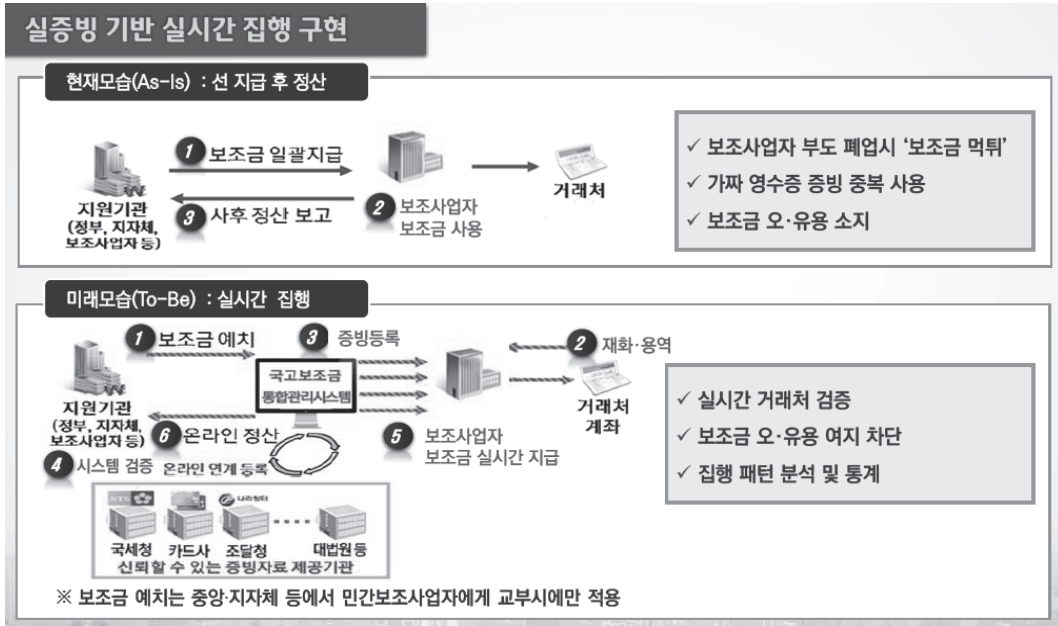 실증빙 기반 실시간 집행 구현
현재모습(As-Is) : 선 지급 후 정산
1 보조금 일괄지급
지원기관
(정부, 지자체,
보조사업자 등)
3 사후 정산 보고
2 보조사업자
보조금 사용
거래처
✓ 보조사업자 부도 폐업시 ‘보조금 먹튀’
✓ 가짜 영수증 증빙 중복 사용
✓ 보조금 오·유용 소지
미래모습(To-Be) : 실시간 집행
1 보조금 예치
3 증빙등록
2 재화·용역
국고보조금
통합관리시스템
지원기관
(정부, 지자체,
보조사업자 등)
6 온라인 정산
거래처
계좌
5 보조사업자
보조금 실시간 지급
4 시스템 검증
온라인 연계 등록
✓ 실시간 거래처 검증
✓ 보조금 오·유용 여지 차단
✓ 집행 패턴 분석 및 통계
NTS
나라장터
국세청
카드사
조달청
대법원 등
신뢰할 수 있는 증빙자료 제공기관
※ 보조금 예치는 중앙·지자체 등에서 민간보조사업자에게 교부시에만 적용